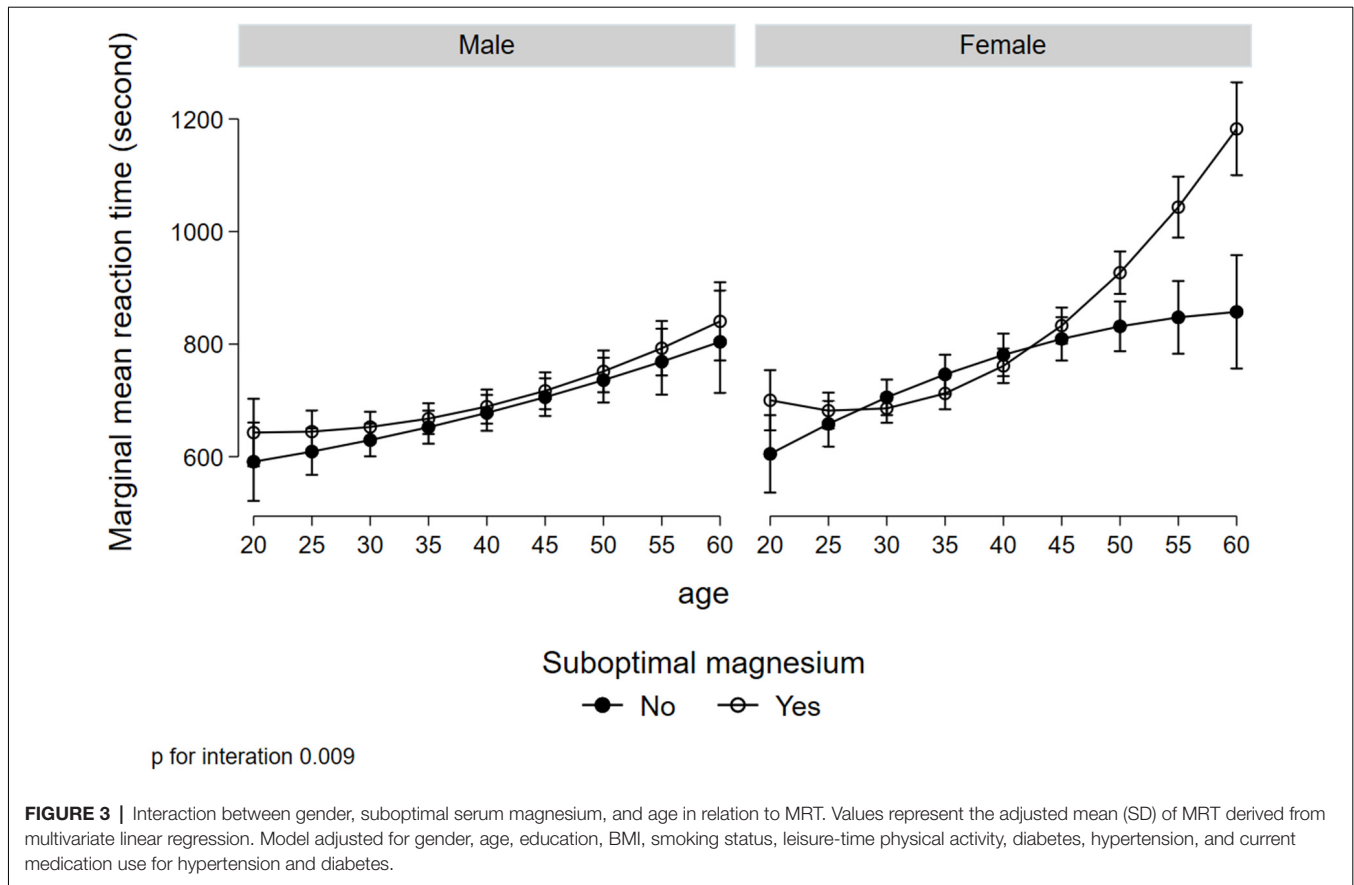 Male
Female
Marginal mean reaction time (second)
1200
1000
800
600
20 25 30 35 40 45 50 55 60
20 25 30 35 40 45 50 55 60
age
Suboptimal magnesium
No Yes
p for interation 0.009
FIGURE 3 | Interaction between gender, suboptimal serum magnesium, and age in relation to MRT. Values represent the adjusted mean (SD) of MRT derived from
multivariate linear regression. Model adjusted for gender, age, education, BMI, smoking status, leisure-time physical activity, diabetes, hypertension, and current
medication use for hypertension and diabetes.